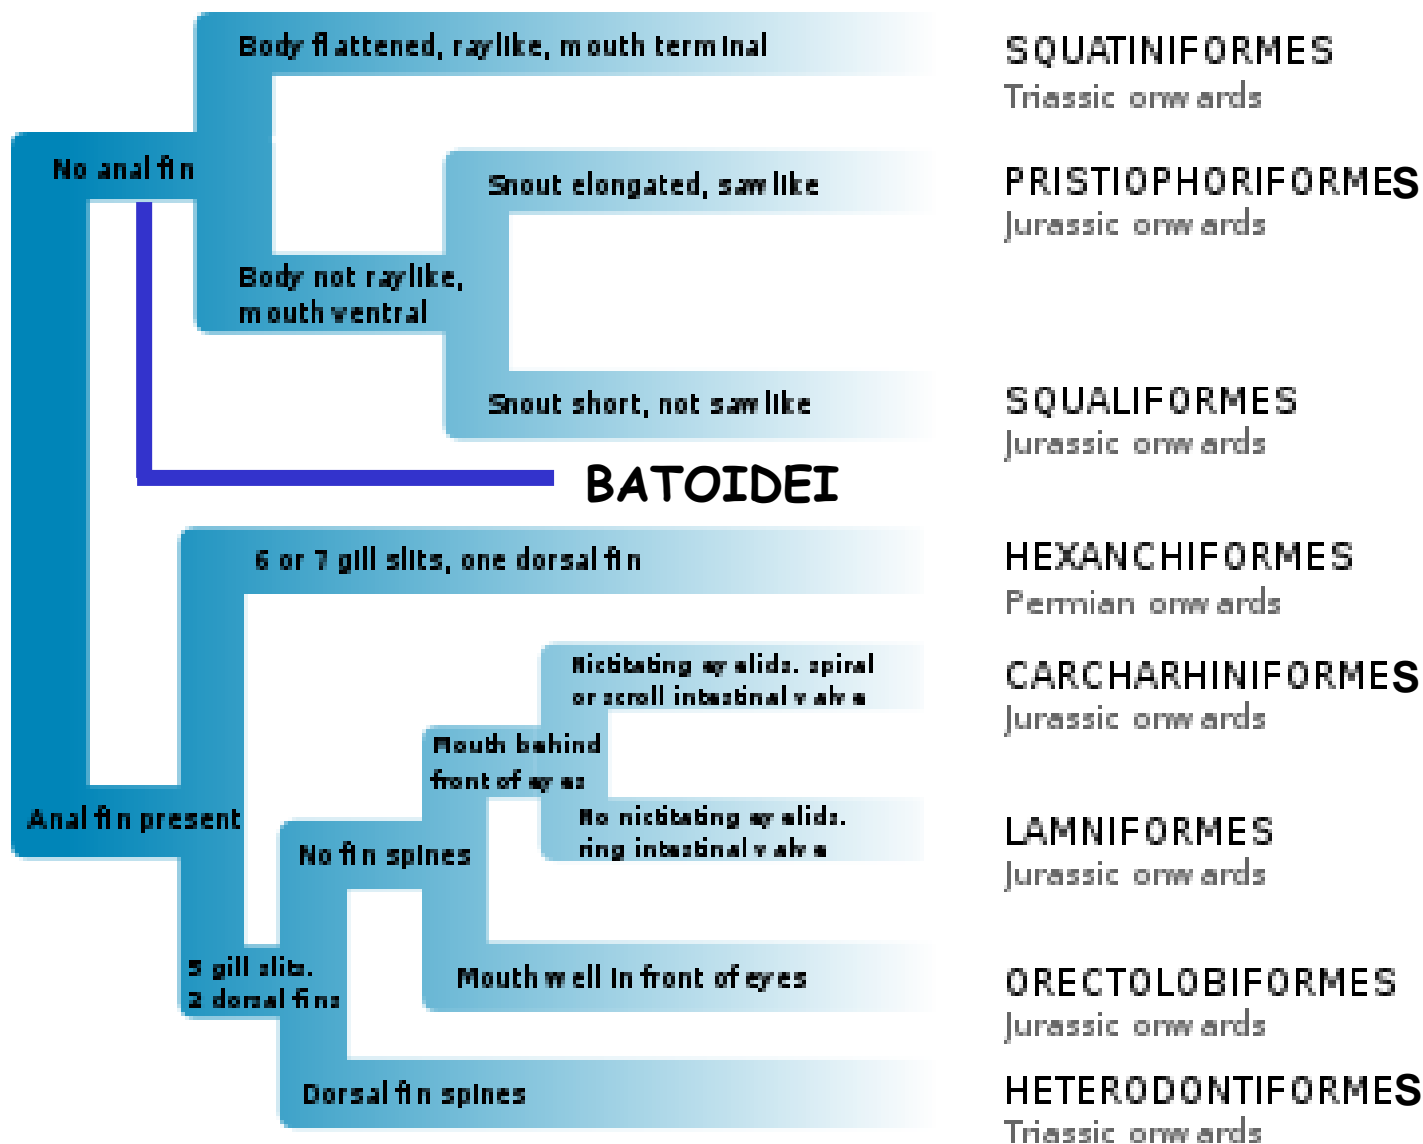 Body flattened, raylike, mouth terminal
SQUATINIFORMES
Triassic onwards
No anal fin
Snout elongated, sawlike
PRISTIOPHORIFORMES
Jurassic onwards
Body not raylike,
mouth ventral
Snout short, not sawlike
SQUALIFORMES
Jurassic onwards
BATOIDEI
6 or 7 gill slits, one dorsal fin
HEXANCHIFORMES
Permian onwards
Nictitating eyelids. spiral
or scroll intestinal valve
CARCHARHINIFORMES
Jurassic onwards
Mouth behind
front of eyes
Anal fin present
No nictitating eyelids.
ring intestinal valve
LAMNIFORMES
Jurassic onwards
No fin spines
5 gill slits.
2 dorsal fins
Mouth well in front of eyes
ORECTOLOBIFORMES
Jurassic onwards
Dorsal fin spines
HETERODONTIFORMES
Triassic onwards